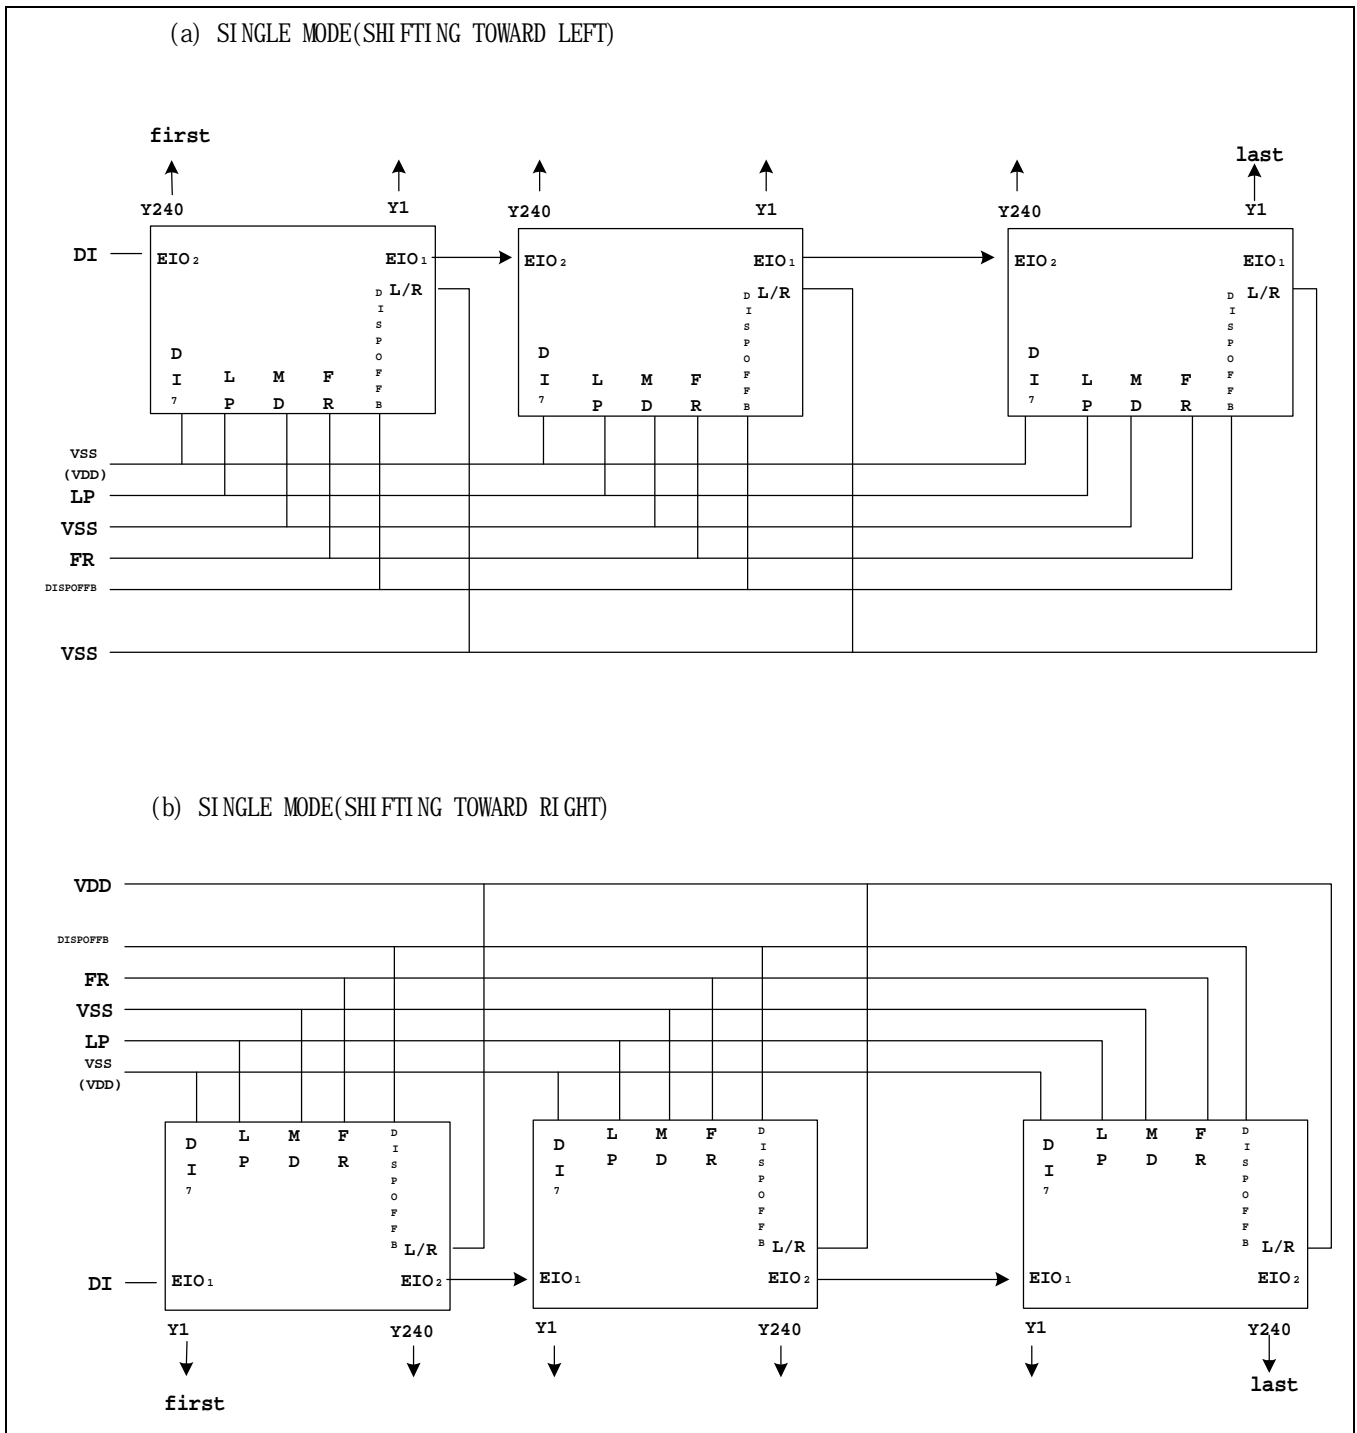 (a) SINGLE MODE(SHIFTING TOWARD LEFT)
first
last
Y240 Y1 Y240 Y1 Y240 Y1
DI EIO2 EIO1 EIO2 EIO1 EIO2 EIO1
L/R L/R L/R
DI7 LP MD FR DISPOFFB DI7 LP MD FR DISPOFFB DI7 LP MD FR DISPOFFB
VSS
(VDD)
LP
VSS
FR
DISPOFFB
VSS
(b) SINGLE MODE(SHIFTING TOWARD RIGHT)
VDD
DISPOFFB
FR
VSS
LP
VSS
(VDD)
DI7 LP MD FR DISPOFFB DI7 LP MD FR DISPOFFB DI7 LP MD FR DISPOFFB
L/R L/R L/R
DI EIO1 EIO2 EIO1 EIO2 EIO1 EIO2
Y1 Y240 Y1 Y240 Y1 Y240
first
last